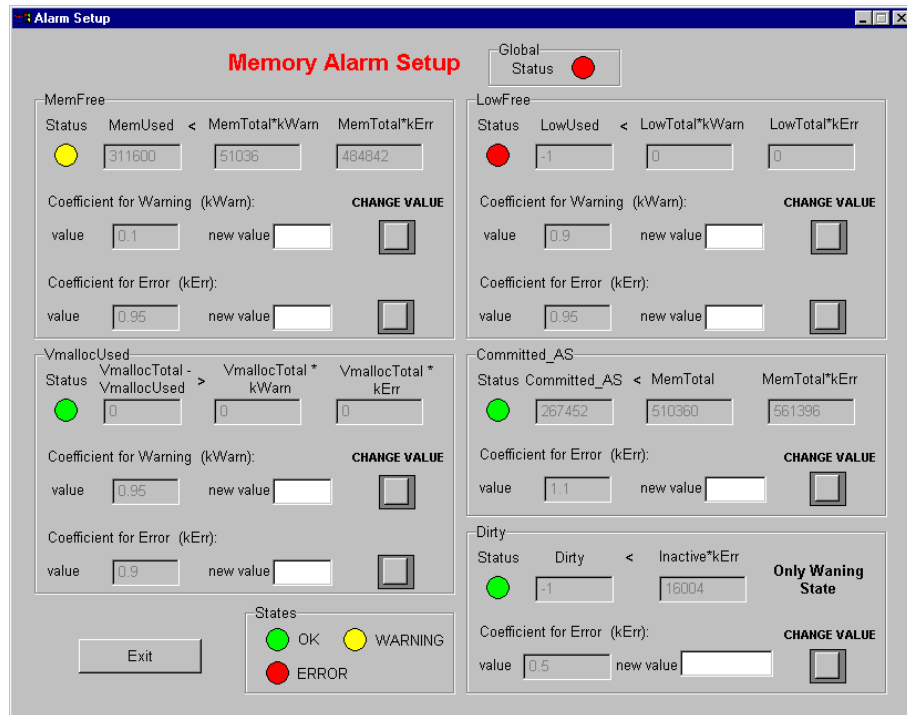 Alarm Setup
Memory Alarm Setup
Global
Status
MemFree
Status MemUsed < MemTotal*kWarn MemTotal*kErr
311600 51036 484842
Coefficient for Warning (kWarn): CHANGE VALUE
value 0.1 new value
Coefficient for Error (kErr):
value 0.95 new value
LowFree
Status LowUsed < LowTotal*kWarn LowTotal*kErr
-1 0 0
Coefficient for Warning (kWarn): CHANGE VALUE
value 0.9 new value
Coefficient for Error (kErr):
value 0.95 new value
VmallocUsed
Status VmallocTotal - VmallocUsed > VmallocTotal * kWarn VmallocTotal * kErr
0 0 0
Coefficient for Warning (kWarn): CHANGE VALUE
value 0.95 new value
Coefficient for Error (kErr):
value 0.9 new value
Committed_AS
Status Committed_AS < MemTotal MemTotal*kErr
267452 510360 561396
Coefficient for Error (kErr): CHANGE VALUE
value 1.1 new value
Dirty
Status Dirty < Inactive*kErr
-1 16004
Only Waning
State
Coefficient for Error (kErr): CHANGE VALUE
value 0.5 new value
Exit
States
OK WARNING
ERROR